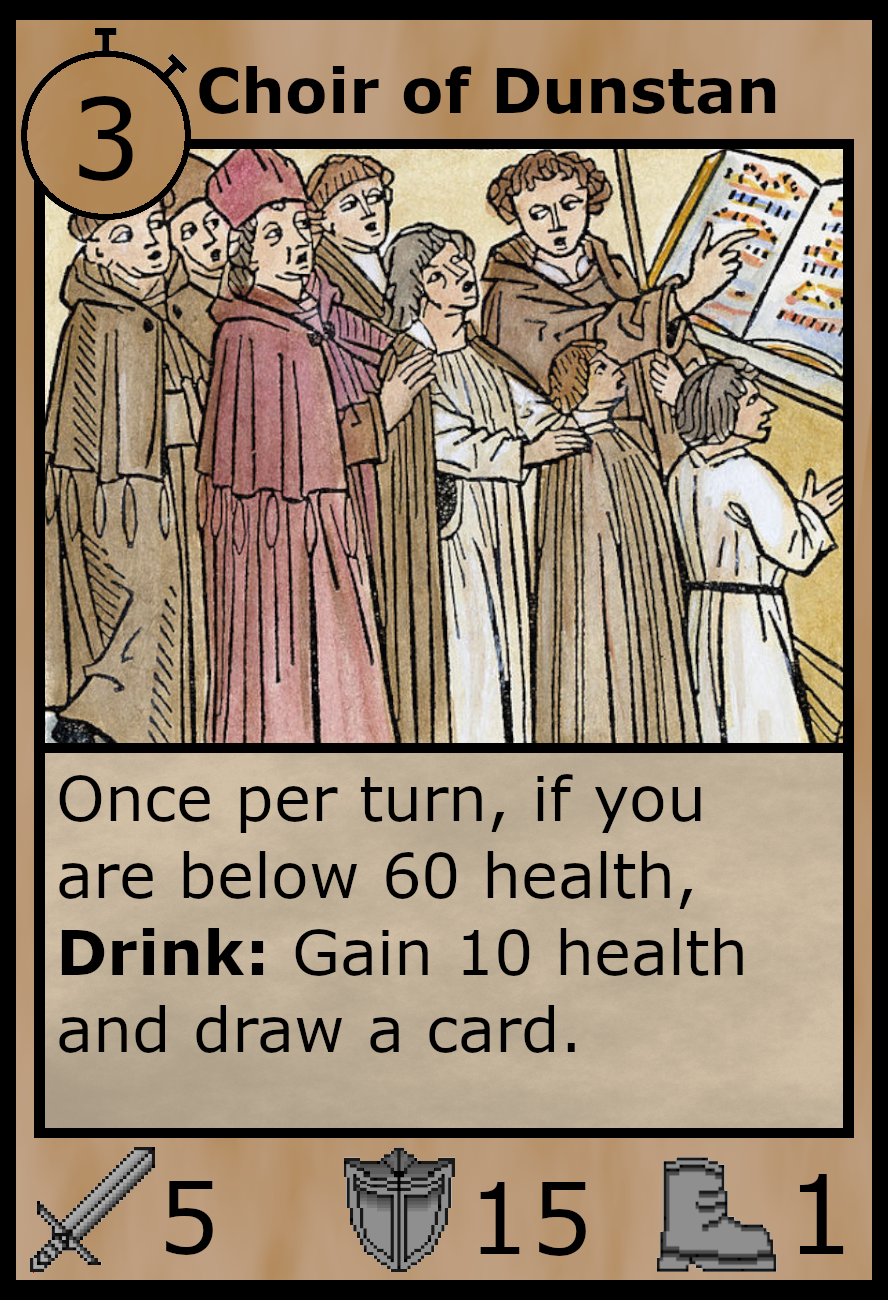 3
Choir of Dunstan
Once per turn, if you
are below 60 health,
Drink: Gain 10 health
and draw a card.
5 15 1